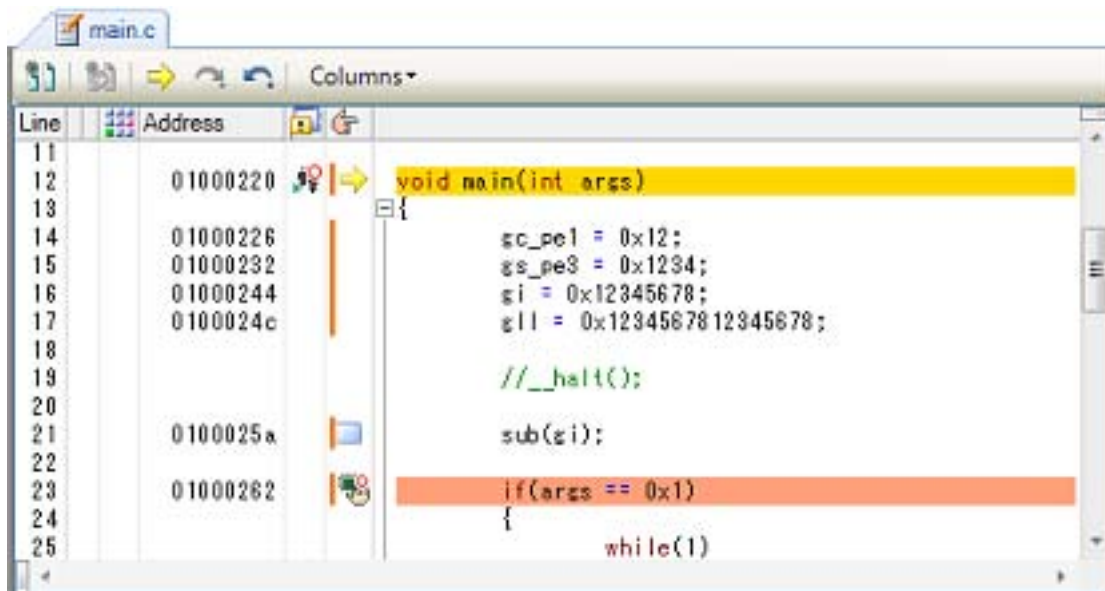 main.c
Columns
Line Address
11
12 01000220 void main(int args)
13 {
14 01000226 gc_pe1 = 0x12;
15 01000232 gs_pe3 = 0x1234;
16 01000244 gi = 0x12345678;
17 0100024c gll = 0x1234567812345678;
18
19 //__halt();
20
21 0100025a sub(gi);
22
23 01000262 if(args == 0x1)
24 {
25 while(1)